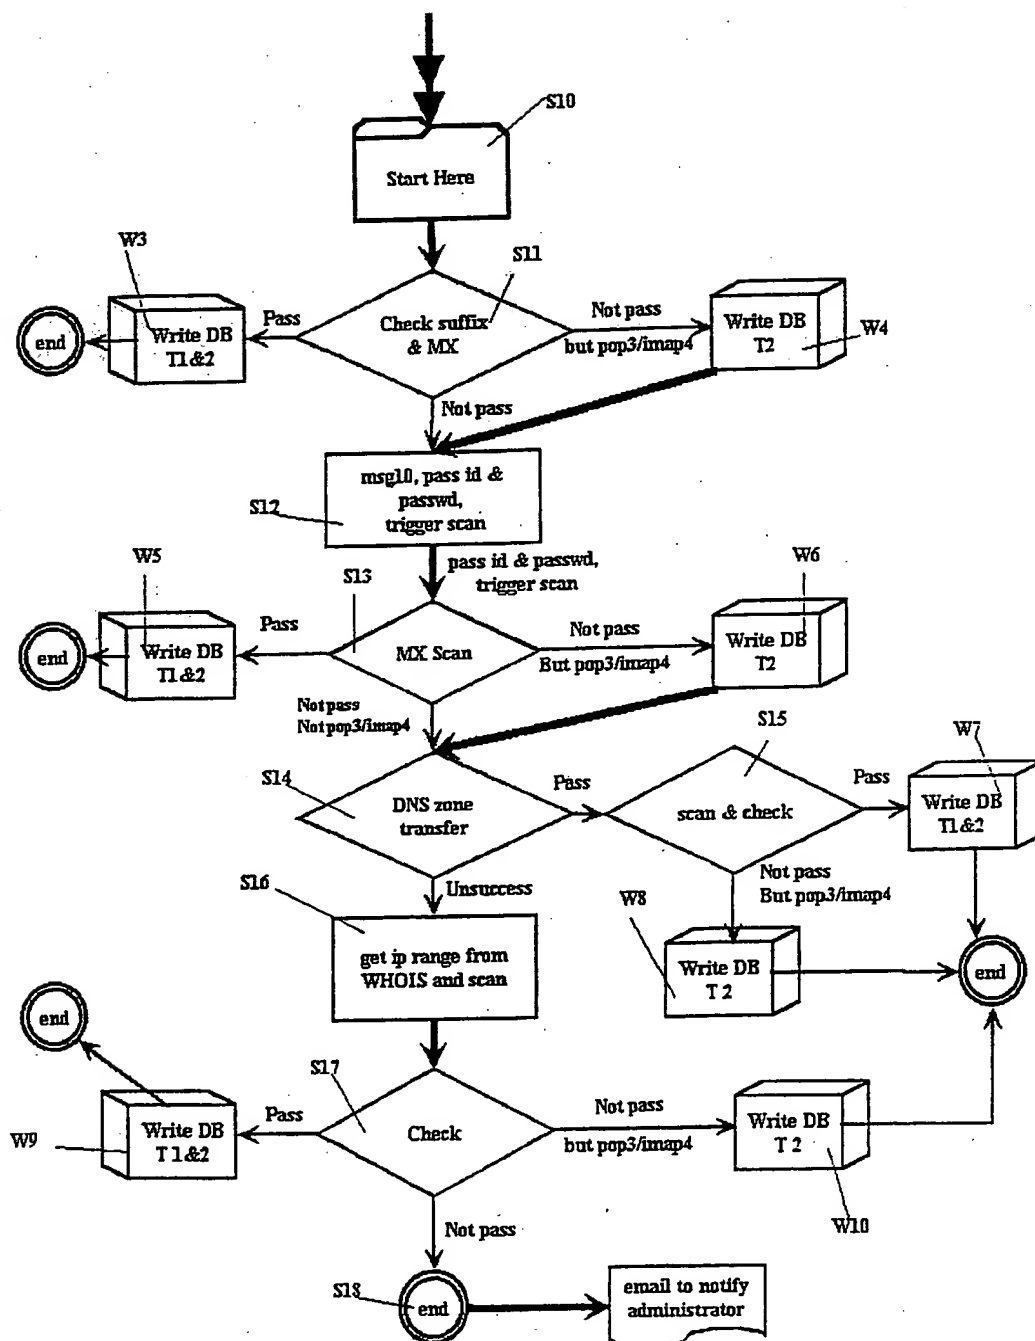 S10
Start Here
W3
S11
end
Write DB
T1&2
Pass
Check suffix
& MX
Not pass
but pop3/imap4
Write DB
T2
W4
Not pass
S12
msg10, pass id &
passwd,
trigger scan
pass id & passwd,
trigger scan
W5
S13
W6
end
Write DB
T1&2
Pass
MX Scan
Not pass
But pop3/imap4
Write DB
T2
Not pass
Not pop3/imap4
S14
DNS zone
transfer
Pass
S15
scan & check
Pass
W7
Write DB
T1&2
Unsuccess
Not pass
But pop3/imap4
S16
get ip range from
WHOIS and scan
W8
Write DB
T 2
end
end
S17
W9
Write DB
T 1&2
Pass
Check
Not pass
but pop3/imap4
Write DB
T 2
W10
Not pass
S18
end
email to notify
administrator